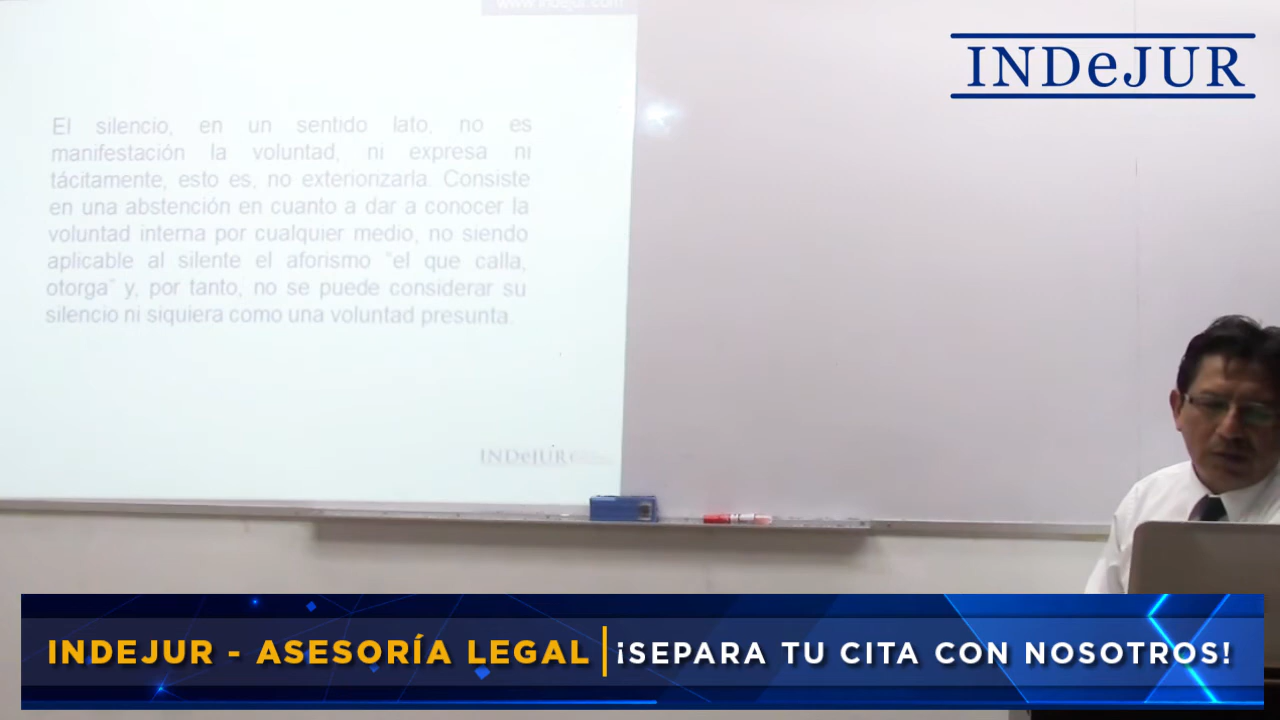 www.indejur.com
INDeJUR
El silencio, en un sentido lato, no es
manifestación la voluntad, ni expresa ni
tácitamente, esto es, no exteriorizarla. Consiste
en una abstención en cuanto a dar a conocer la
voluntad interna por cualquier medio, no siendo
aplicable al silente el aforismo "el que calla,
otorga" y, por tanto, no se puede considerar su
silencio ni siquiera como una voluntad presunta.
INDeJUR
INDEJUR - ASESORÍA LEGAL ¡SEPARA TU CITA CON NOSOTROS!